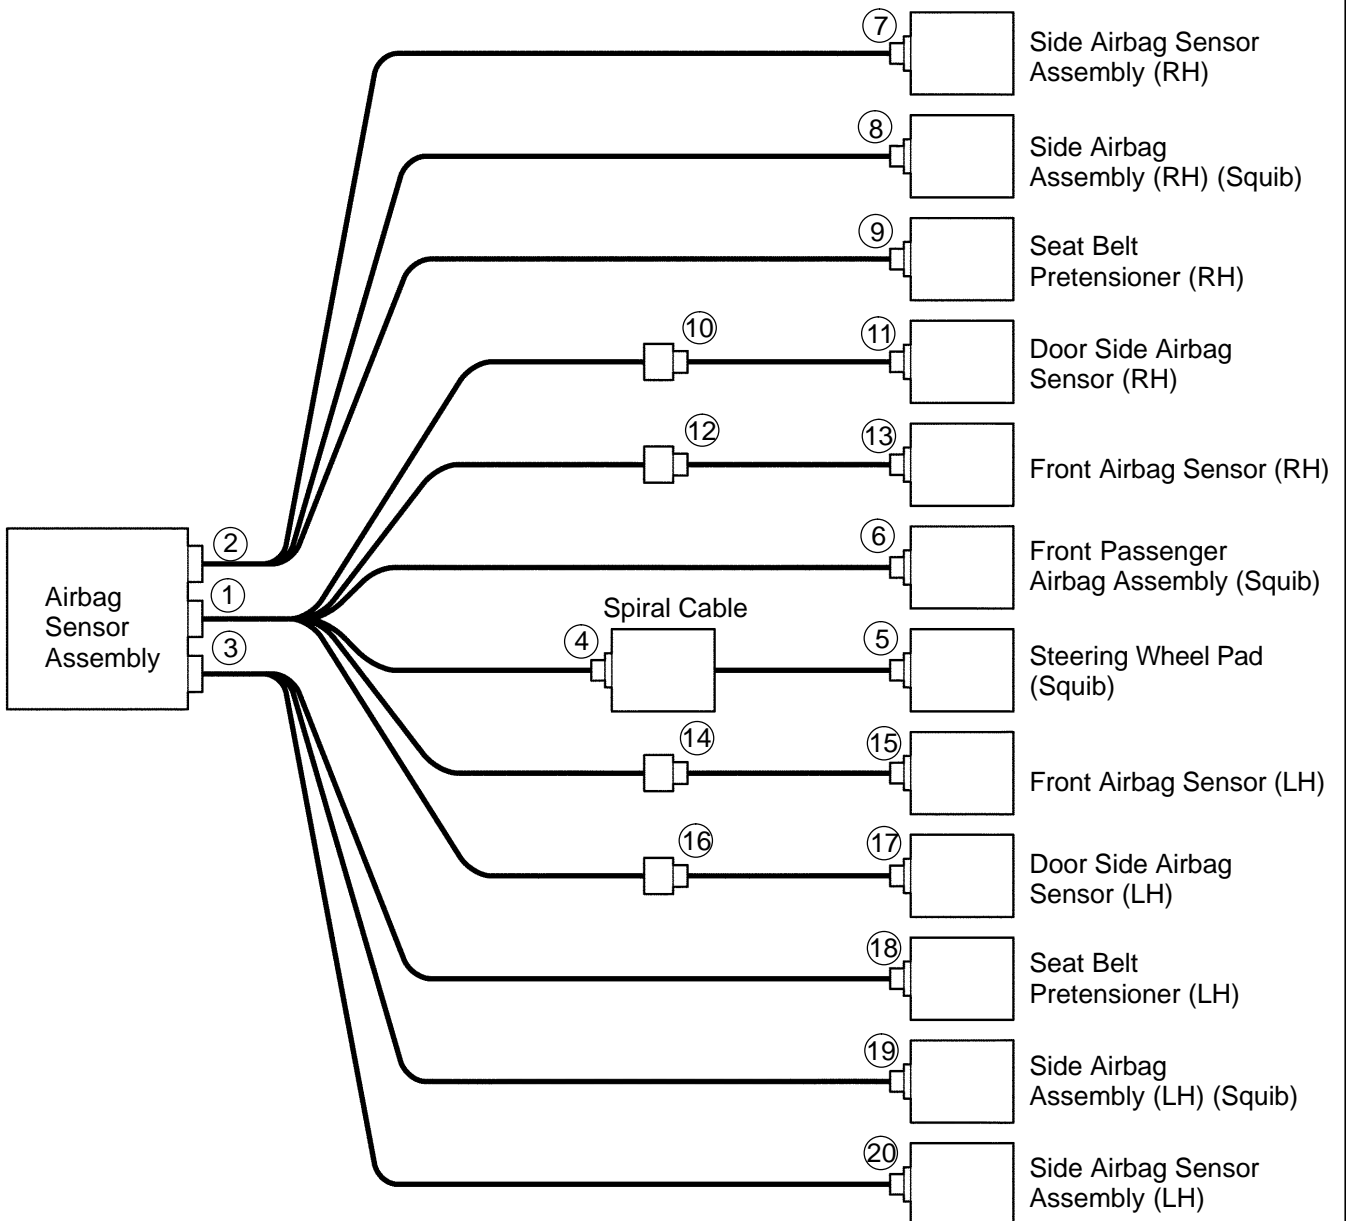 7
Side Airbag Sensor
Assembly (RH)
8
Side Airbag
Assembly (RH) (Squib)
9
Seat Belt
Pretensioner (RH)
10
11
Door Side Airbag
Sensor (RH)
12
13
Front Airbag Sensor (RH)
2
1
3
Airbag
Sensor
Assembly
6
Front Passenger
Airbag Assembly (Squib)
Spiral Cable
4
5
Steering Wheel Pad
(Squib)
14
15
Front Airbag Sensor (LH)
16
17
Door Side Airbag
Sensor (LH)
18
Seat Belt
Pretensioner (LH)
19
Side Airbag
Assembly (LH) (Squib)
20
Side Airbag Sensor
Assembly (LH)